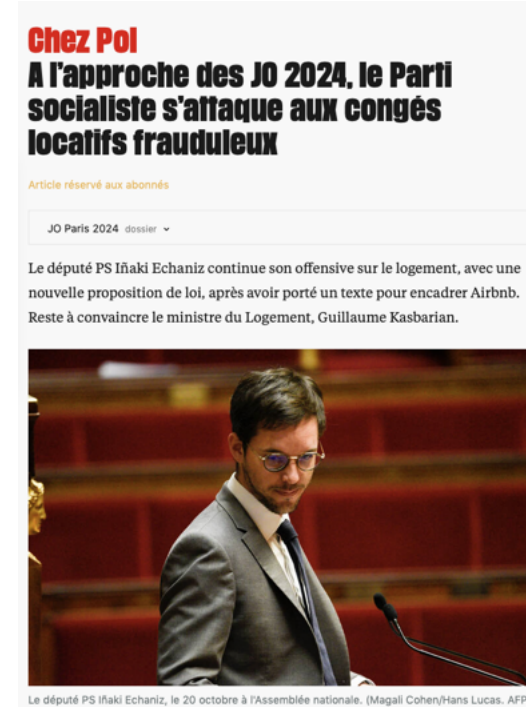 Chez Pol
A l'approche des JO 2024, le Parti
socialiste s'attaque aux congés
locatifs frauduleux
Article réservé aux abonnés
JO Paris 2024 dossier
Le député PS Iñaki Echaniz continue son offensive sur le logement, avec une
nouvelle proposition de loi, après avoir porté un texte pour encadrer Airbnb.
Reste à convaincre le ministre du Logement, Guillaume Kasbarian.
Le député PS Iñaki Echaniz, le 20 octobre à l'Assemblée nationale. (Magali Cohen/Hans Lucas. AFP